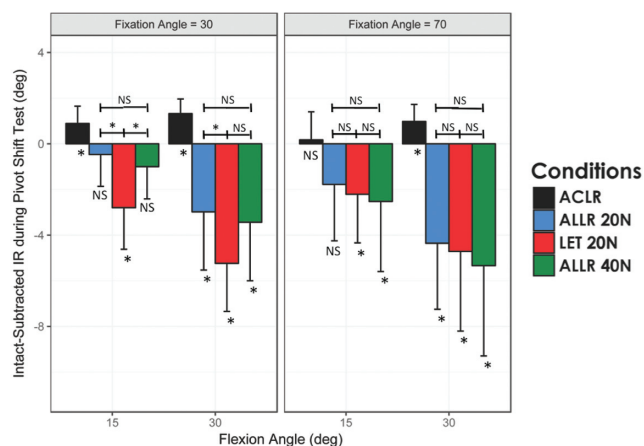 Fixation Angle = 30
Fixation Angle = 70
Intact-Subtracted IR during Pivot Shift Test (deg)
4
0
-4
-8
NS
NS
* *
* NS
* NS *
NS
* * *
NS
NS
NS NS
NS NS
NS
NS * *
*
* * *
15
30
15
30
Flexion Angle (deg)
Conditions
ACLR
ALLR 20N
LET 20N
ALLR 40N